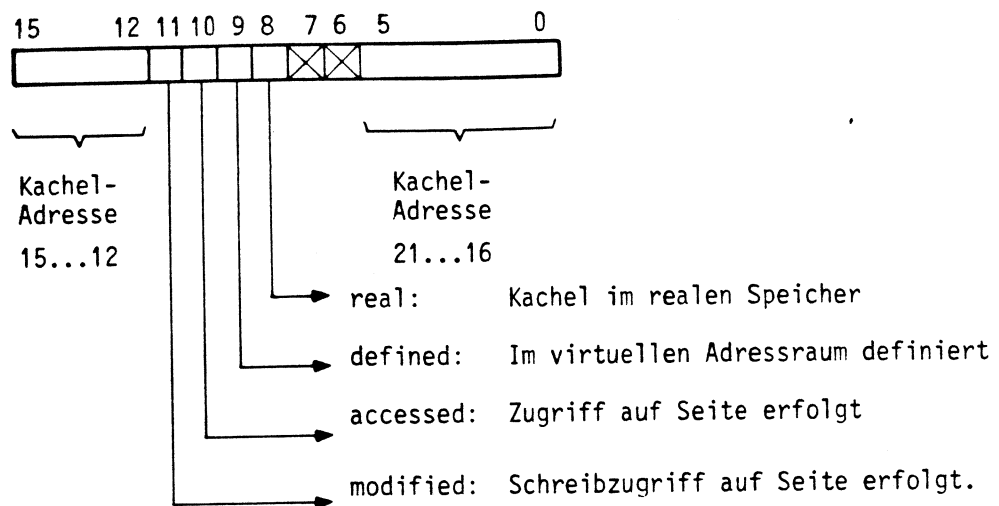 15 12 11 10 9 8 7 6 5 0
Kachel-
Adresse
15...12
Kachel-
Adresse
21...16
real: Kachel im realen Speicher
defined: Im virtuellen Adressraum definiert
accessed: Zugriff auf Seite erfolgt
modified: Schreibzugriff auf Seite erfolgt.